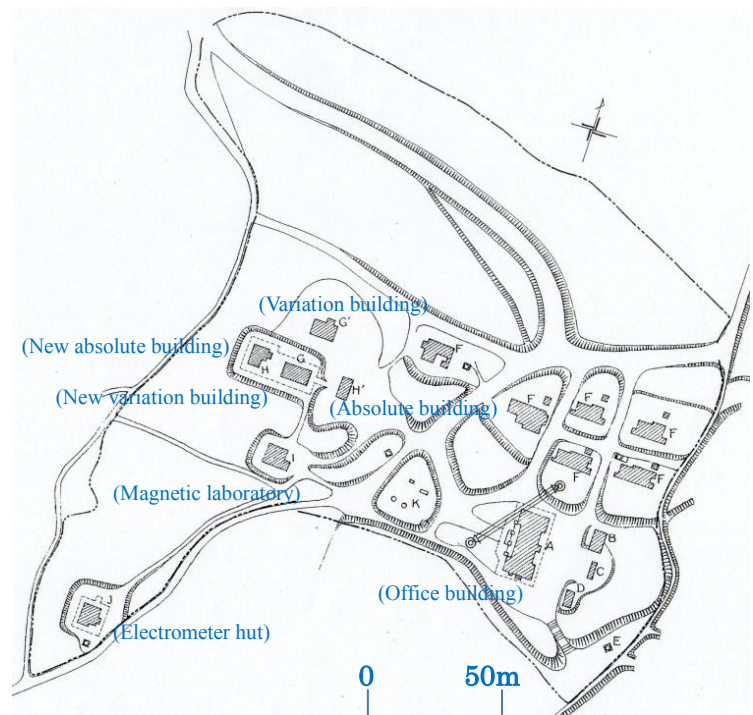 (Variation building)
G'
(New absolute building)
F
G
H
H'
(New variation building)
(Absolute building)
F
F
F
I
(Magnetic laboratory)
F
F
K
A
B
(Office building)
C
D
J
(Electrometer hut)
E
0 50m